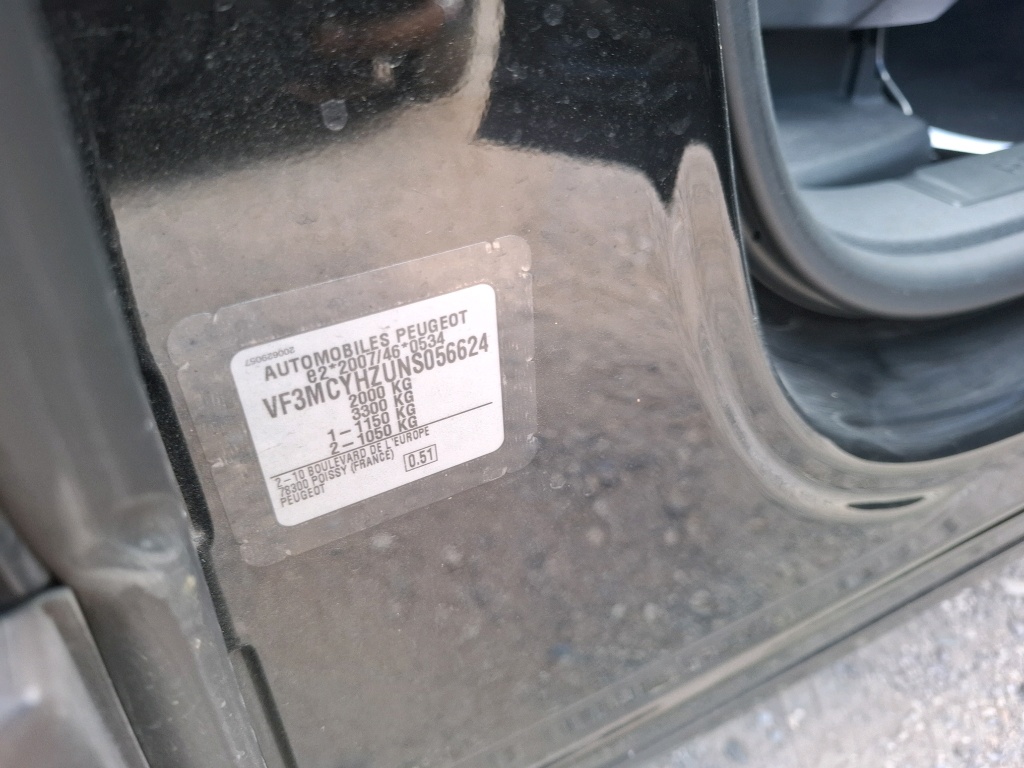 200629057
AUTOMOBILES PEUGEOT
e2*2007/46*0534
VF3MCYHZUNS056624
2000 KG
3300 KG
1-1150 KG
2-1050 KG
2-10 BOULEVARD DE L'EUROPE
78300 POISSY (FRANCE)
PEUGEOT
0.51